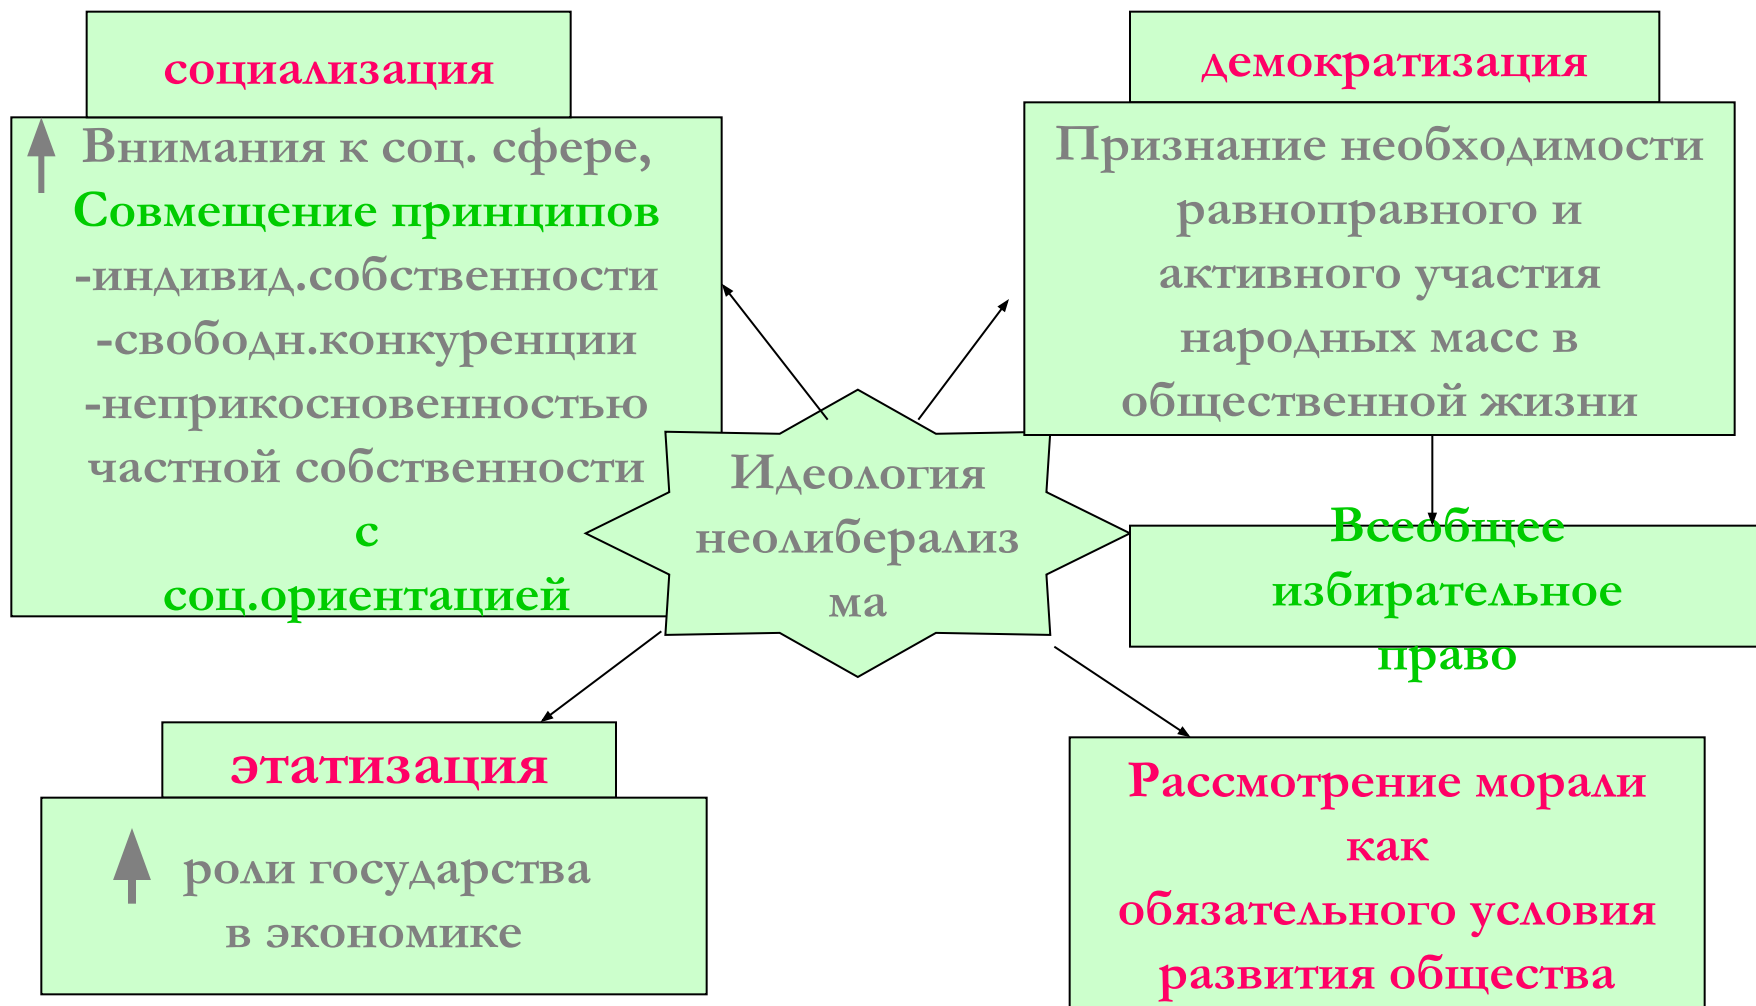 социализация
Внимания к соц. сфере,
Совмещение принципов
-индивид.собственности
-свободн.конкуренции
-неприкосновенностью
частной собственности
с
соц.ориентацией
демократизация
Признание необходимости
равноправного и
активного участия
народных масс в
общественной жизни
Всеобщее
избирательное
право
Идеология
неолиберализ
ма
этатизация
роли государства
в экономике
Рассмотрение морали
как
обязательного условия
развития общества